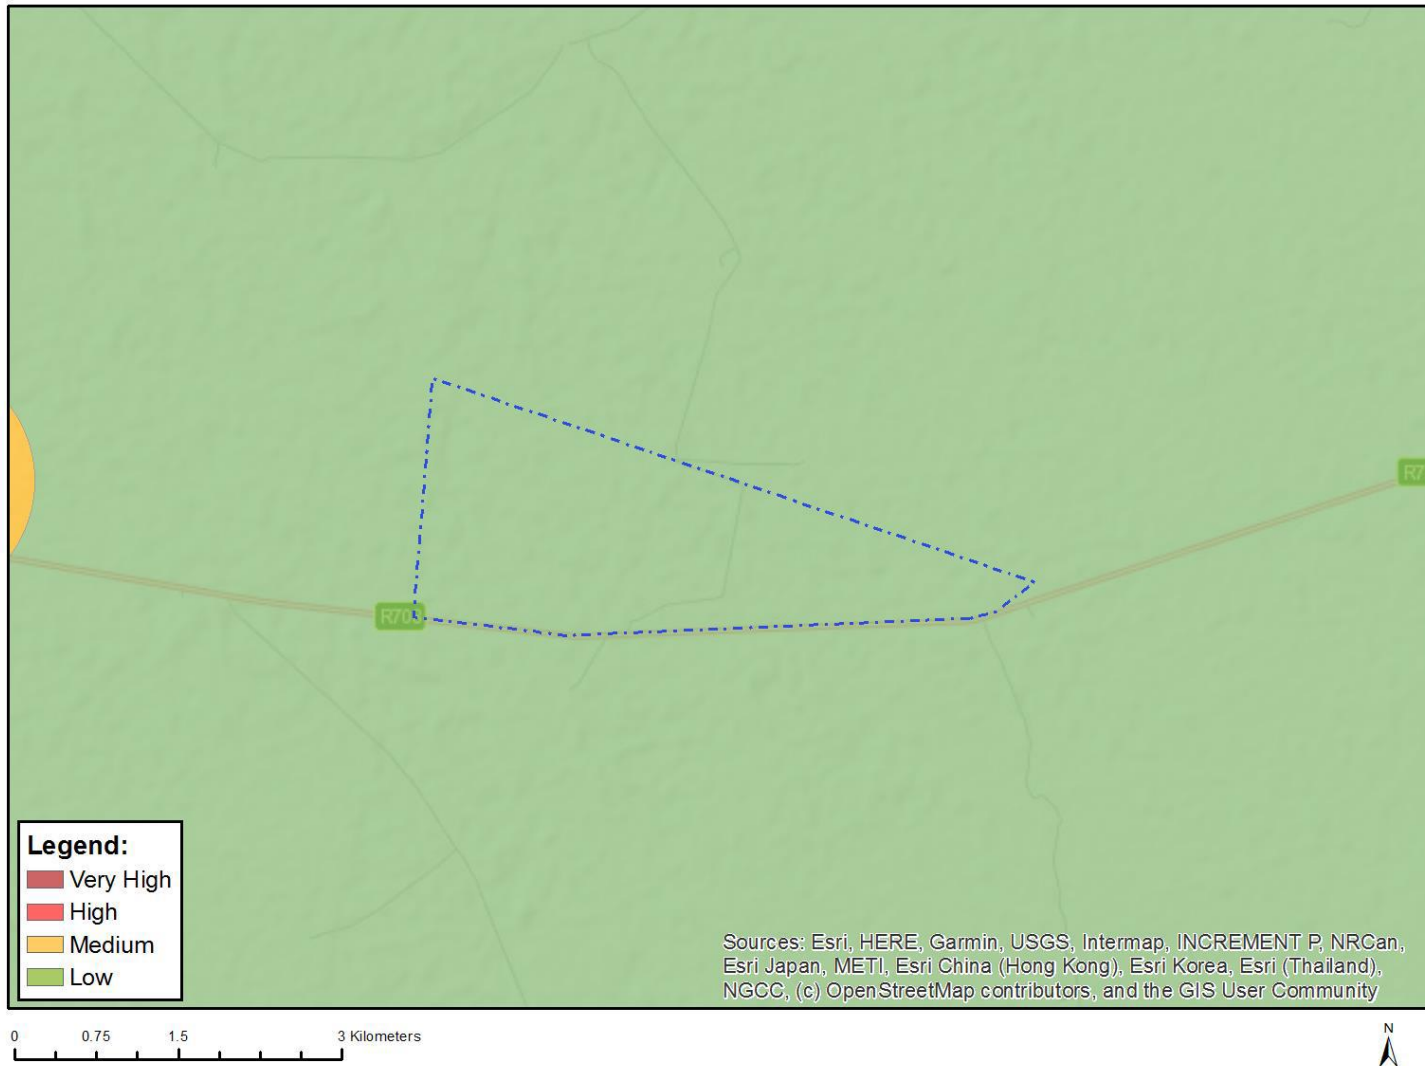 Legend:
Very High
High
Medium
Low
Sources: Esri, HERE, Garmin, USGS, Intermap, INCREMENT P, NRCan,
Esri Japan, METI, Esri China (Hong Kong), Esri Korea, Esri (Thailand),
NGCC, (c) OpenStreetMap contributors, and the GIS User Community
0 0.75 1.5 3 Kilometers
N